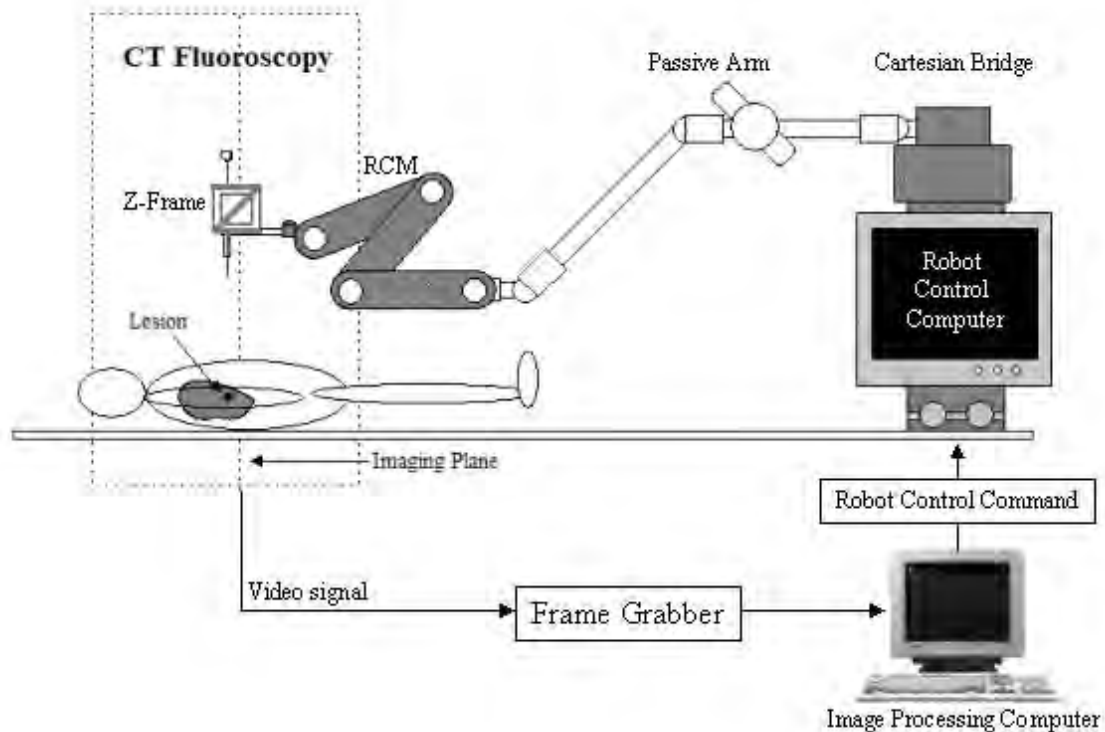 CT Fluoroscopy
Passive Arm
Cartesian Bridge
RCM
Z-Frame
Robot
Control
Computer
Lesion
Imaging Plane
Robot Control Command
Video signal
Frame Grabber
Image Processing Computer